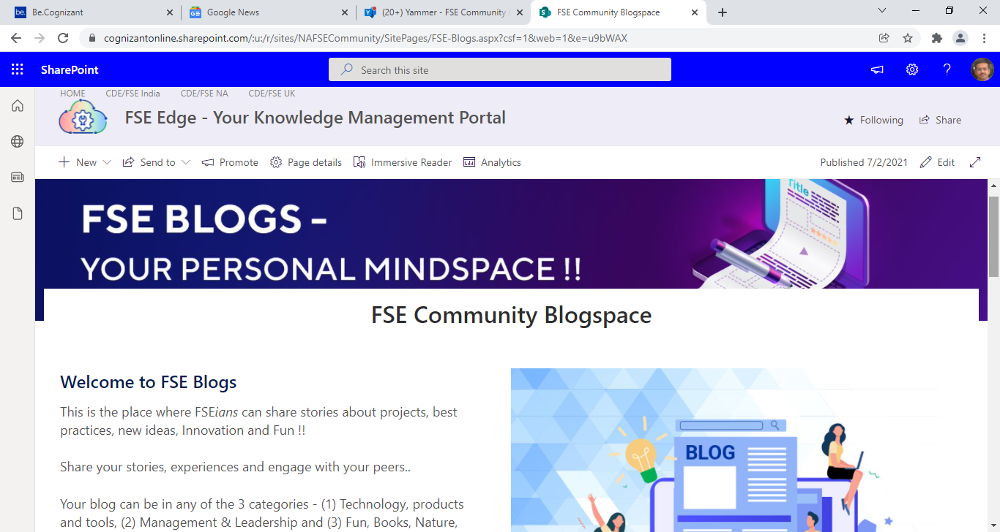 be. Be.Cognizant
Google News
(20+) Yammer - FSE Community
FSE Community Blogspace
cognizantonline.sharepoint.com/:u:/r/sites/NAFSECommunity/SitePages/FSE-Blogs.aspx?csf=1&web=1&e=u9bWAX
SharePoint
Search this site
HOME CDE/FSE India CDE/FSE NA CDE/FSE UK
FSE Edge - Your Knowledge Management Portal
Following Share
New Send to Promote Page details Immersive Reader Analytics
Published 7/2/2021 Edit
Title
FSE BLOGS -
YOUR PERSONAL MINDSPACE !!
FSE Community Blogspace
Welcome to FSE Blogs
This is the place where FSEians can share stories about projects, best
practices, new ideas, Innovation and Fun !!
Share your stories, experiences and engage with your peers..
Your blog can be in any of the 3 categories - (1) Technology, products
and tools, (2) Management & Leadership and (3) Fun, Books, Nature,
BLOG